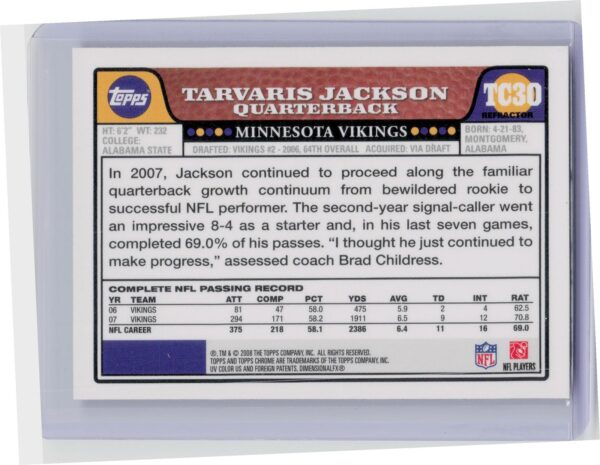 Topps
TARVARIS JACKSON
QUARTERBACK
TC30
REFRACTOR
MINNESOTA VIKINGS
HT: 6'2" WT: 232
COLLEGE:
ALABAMA STATE
DRAFTED: VIKINGS #2 - 2006, 64TH OVERALL ACQUIRED: VIA DRAFT
BORN: 4-21-83,
MONTGOMERY,
ALABAMA
In 2007, Jackson continued to proceed along the familiar
quarterback growth continuum from bewildered rookie to
successful NFL performer. The second-year signal-caller went
an impressive 8-4 as a starter and, in his last seven games,
completed 69.0% of his passes. “I thought he just continued to
make progress,” assessed coach Brad Childress.
COMPLETE NFL PASSING RECORD
YR TEAM ATT COMP PCT YDS AVG TD INT RAT
06 VIKINGS 81 47 58.0 475 5.9 2 4 62.5
07 VIKINGS 294 171 58.2 1911 6.5 9 12 70.8
NFL CAREER 375 218 58.1 2386 6.4 11 16 69.0
®, TM & © 2008 THE TOPPS COMPANY, INC. ALL RIGHTS RESERVED.
TOPPS AND TOPPS CHROME ARE TRADEMARKS OF THE TOPPS COMPANY, INC.
UV COLOR US AND FOREIGN PATENTS, DIMENSIONALFX®
NFL
NFL PLAYERS